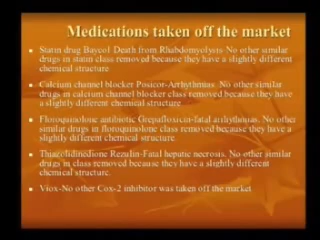 Medications taken off the market
Statin drug Baycol Death from Rhabdomyolysis No other similar
drugs in statin class removed because they have a slightly different
chemical structure
Calcium channel blocker Posicor-Arrhythmias. No other similar
drugs in calcium channel blocker class removed because they have
a slightly different chemical structure
Floroquinolone antibiotic Grepafloxicin-fatal arrhythmias. No other
similar drugs in floroquinolone class removed because they have a
slightly different chemical structure.
Thiazolidinedione Rezulin-Fatal hepatic necrosis. No other similar
drugs in class removed because they have a slightly different
chemical structure.
Viox-No other Cox-2 inhibitor was taken off the market